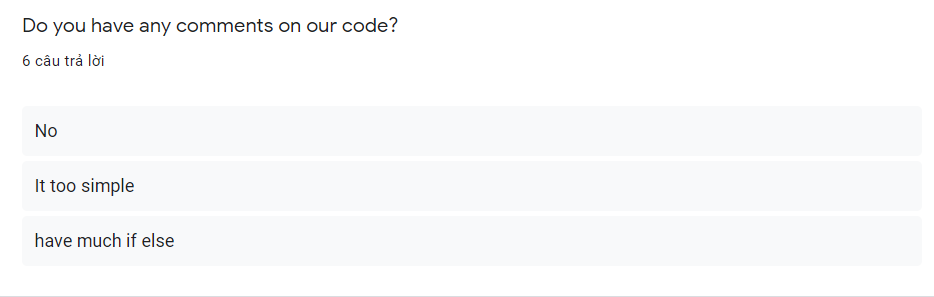 Do you have any comments on our code?
6 câu trả lời
No
It too simple
have much if else